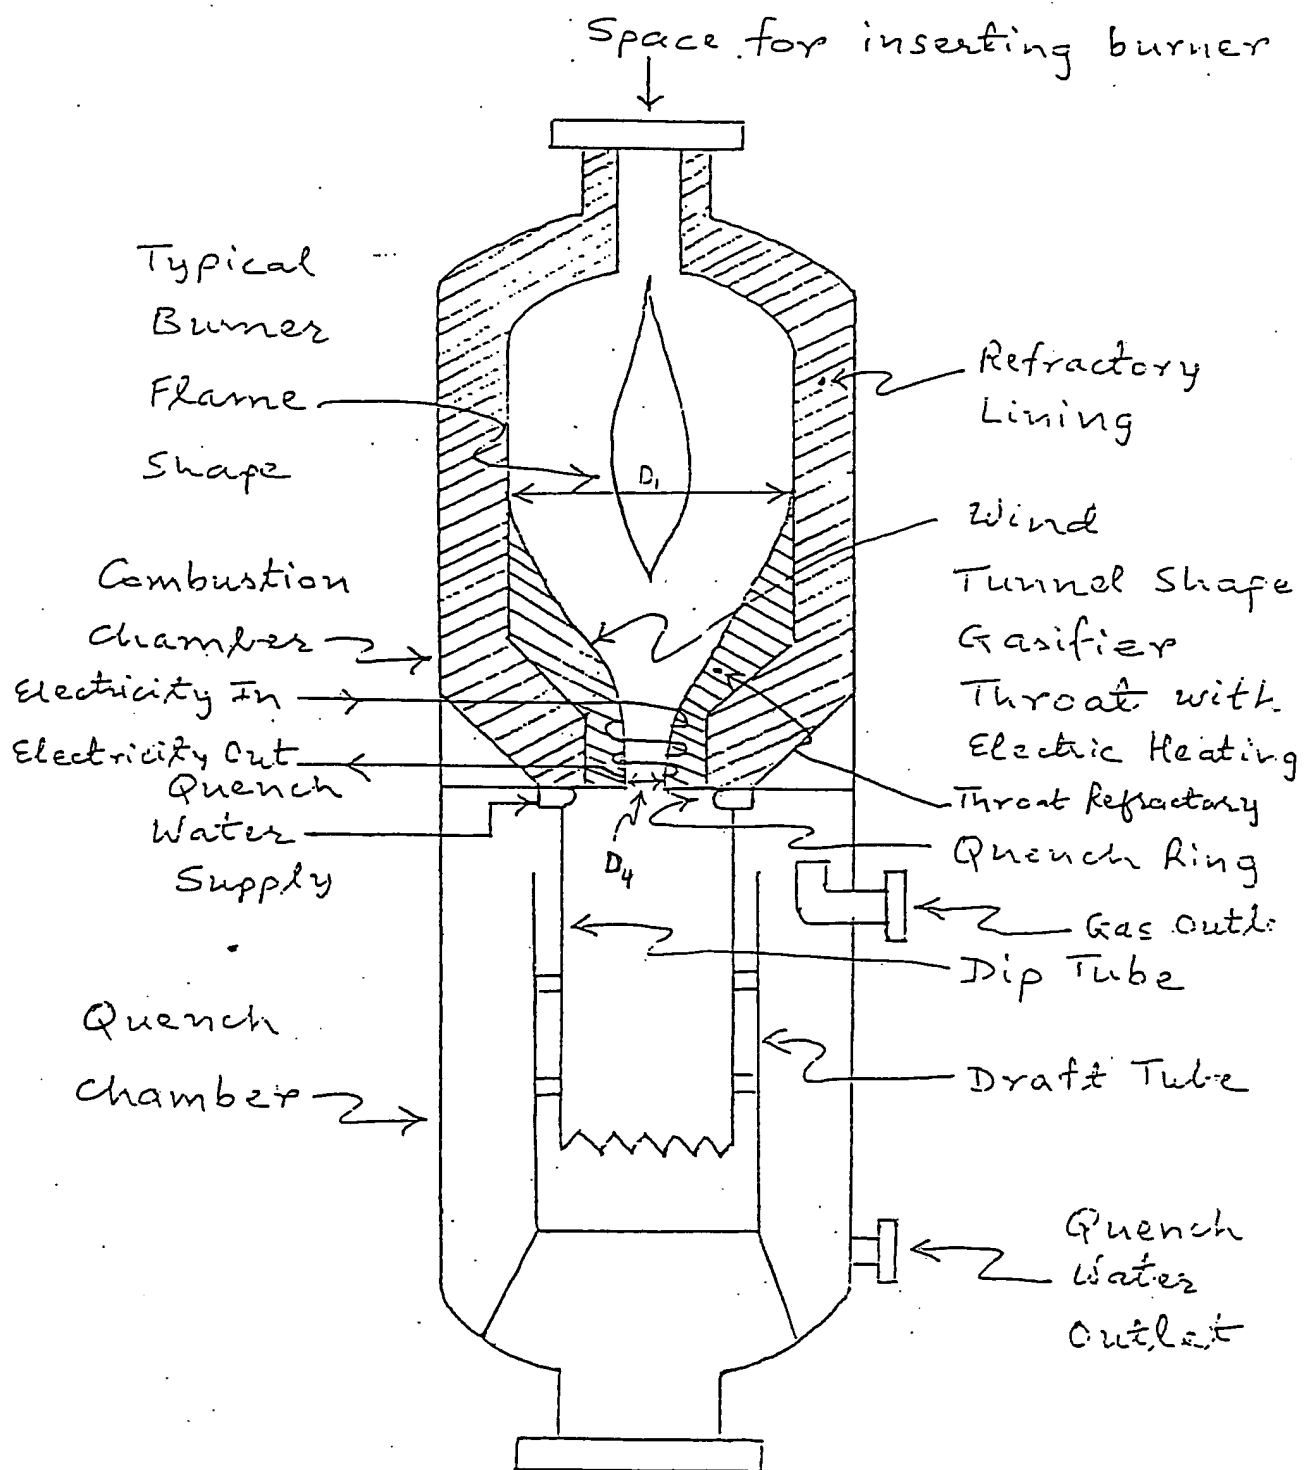 Space for inserting burner
Typical
Burner
Flame
Shape
Refractory
Lining
D₁
Wind
Tunnel Shape
Gasifier
Throat with
Electric Heating
Combustion
Chamber
Electricity In
Electricity Out
Quench
Water
Supply
Throat Refractory
Quench Ring
D₄
Gas Outl
Dip Tube
Quench
Chamber
Draft Tube
Quench
Water
Outlet